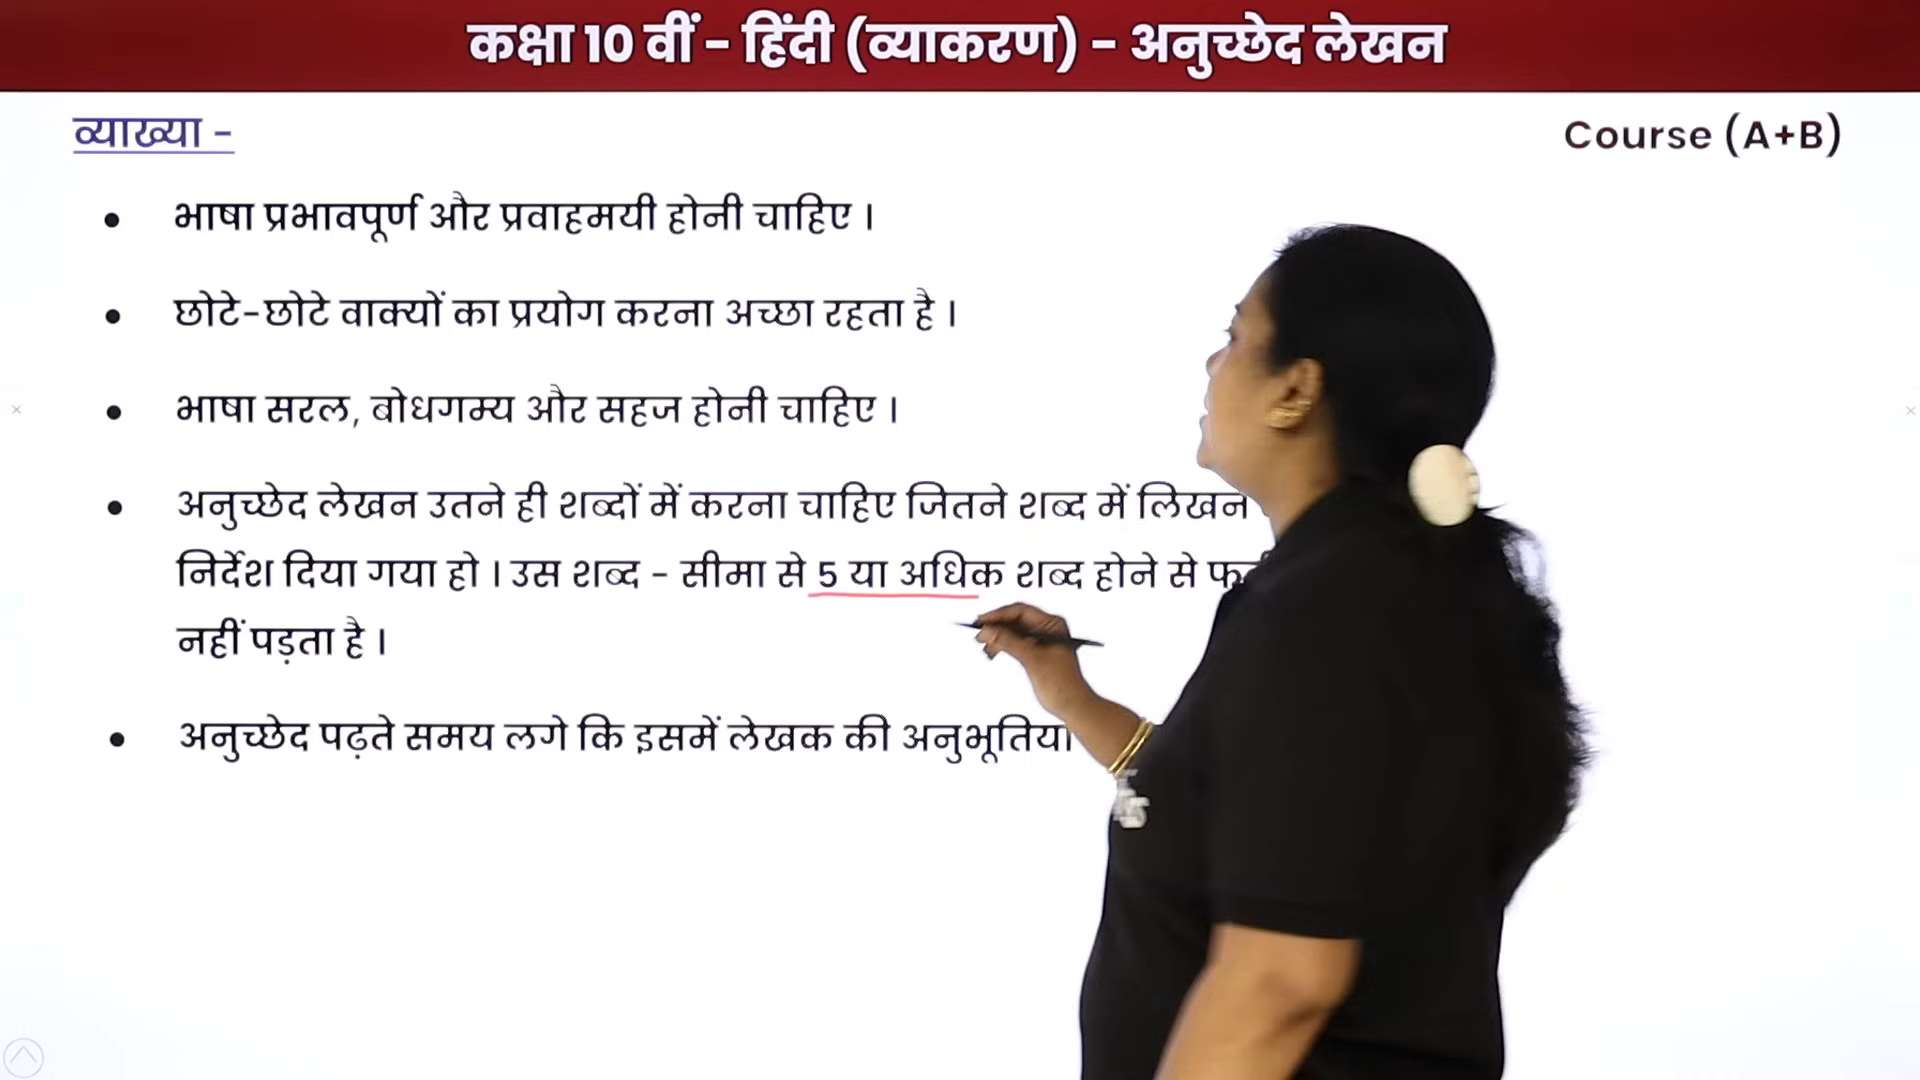 कक्षा 10 वीं - हिंदी (व्याकरण) - अनुच्छेद लेखन
व्याख्या -
Course (A+B)
• भाषा प्रभावपूर्ण और प्रवाहमयी होनी चाहिए ।
• छोटे-छोटे वाक्यों का प्रयोग करना अच्छा रहता है ।
• भाषा सरल, बोधगम्य और सहज होनी चाहिए ।
• अनुच्छेद लेखन उतने ही शब्दों में करना चाहिए जितने शब्द में लिखन
निर्देश दिया गया हो । उस शब्द - सीमा से 5 या अधिक शब्द होने से
नहीं पड़ता है ।
• अनुच्छेद पढ़ते समय लगे कि इसमें लेखक की